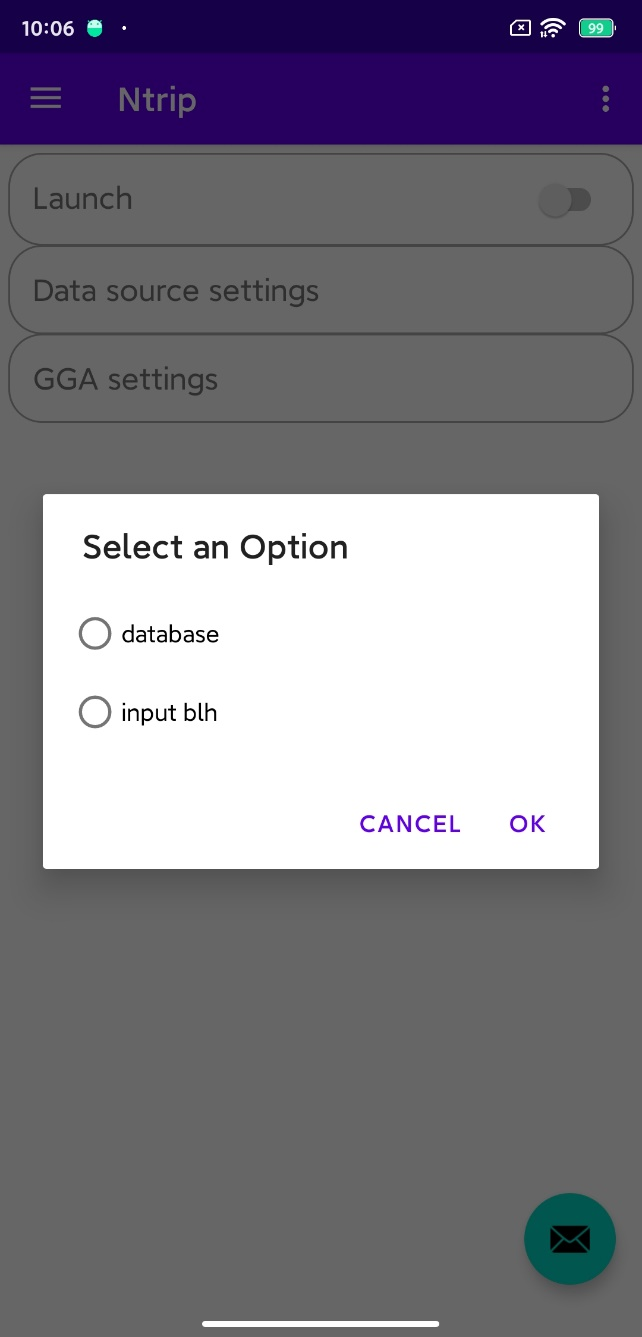 10:06
99
Ntrip
Launch
Data source settings
GGA settings
Select an Option
database
input blh
CANCEL OK